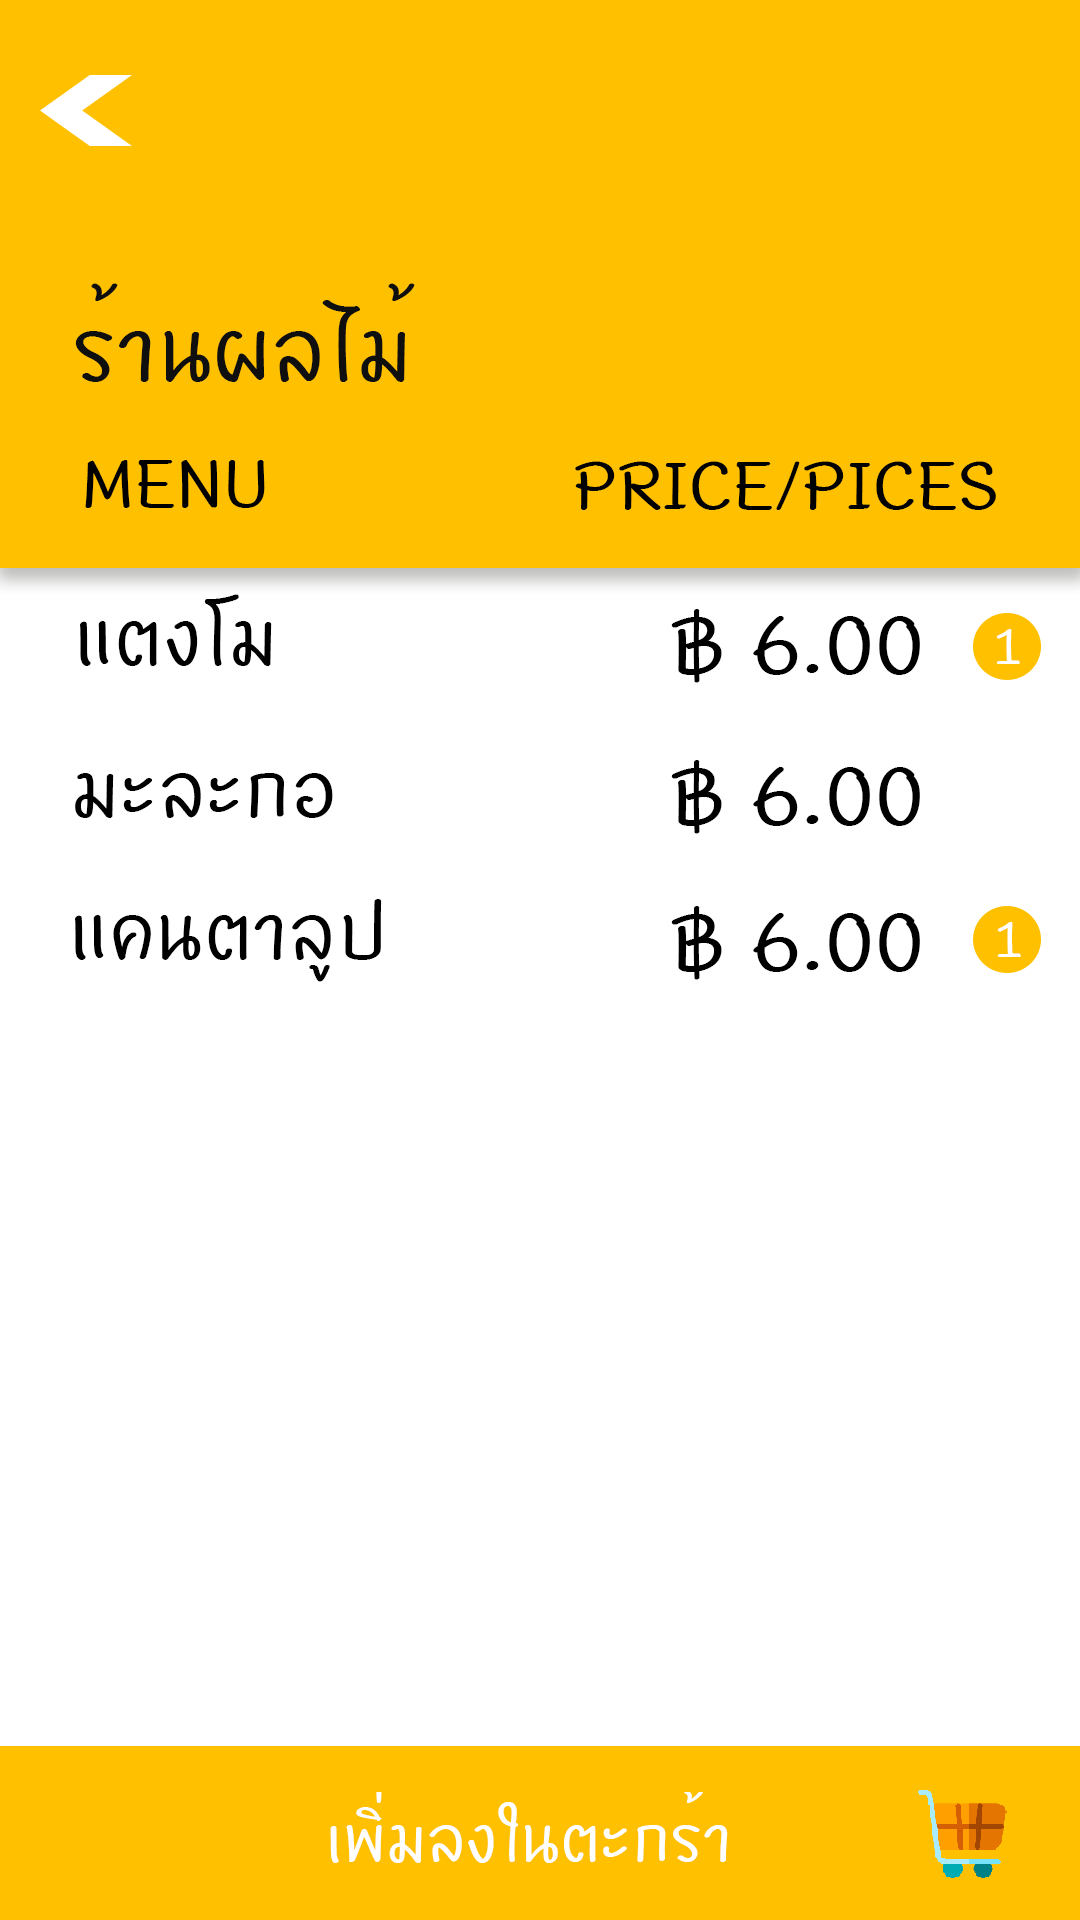 ร้านผลไม้
MENU PRICE/PICES
แตงโม ฿ 6.00 1
มะละกอ ฿ 6.00
แคนตาลูป ฿ 6.00 1
เพิ่มลงในตะกร้า